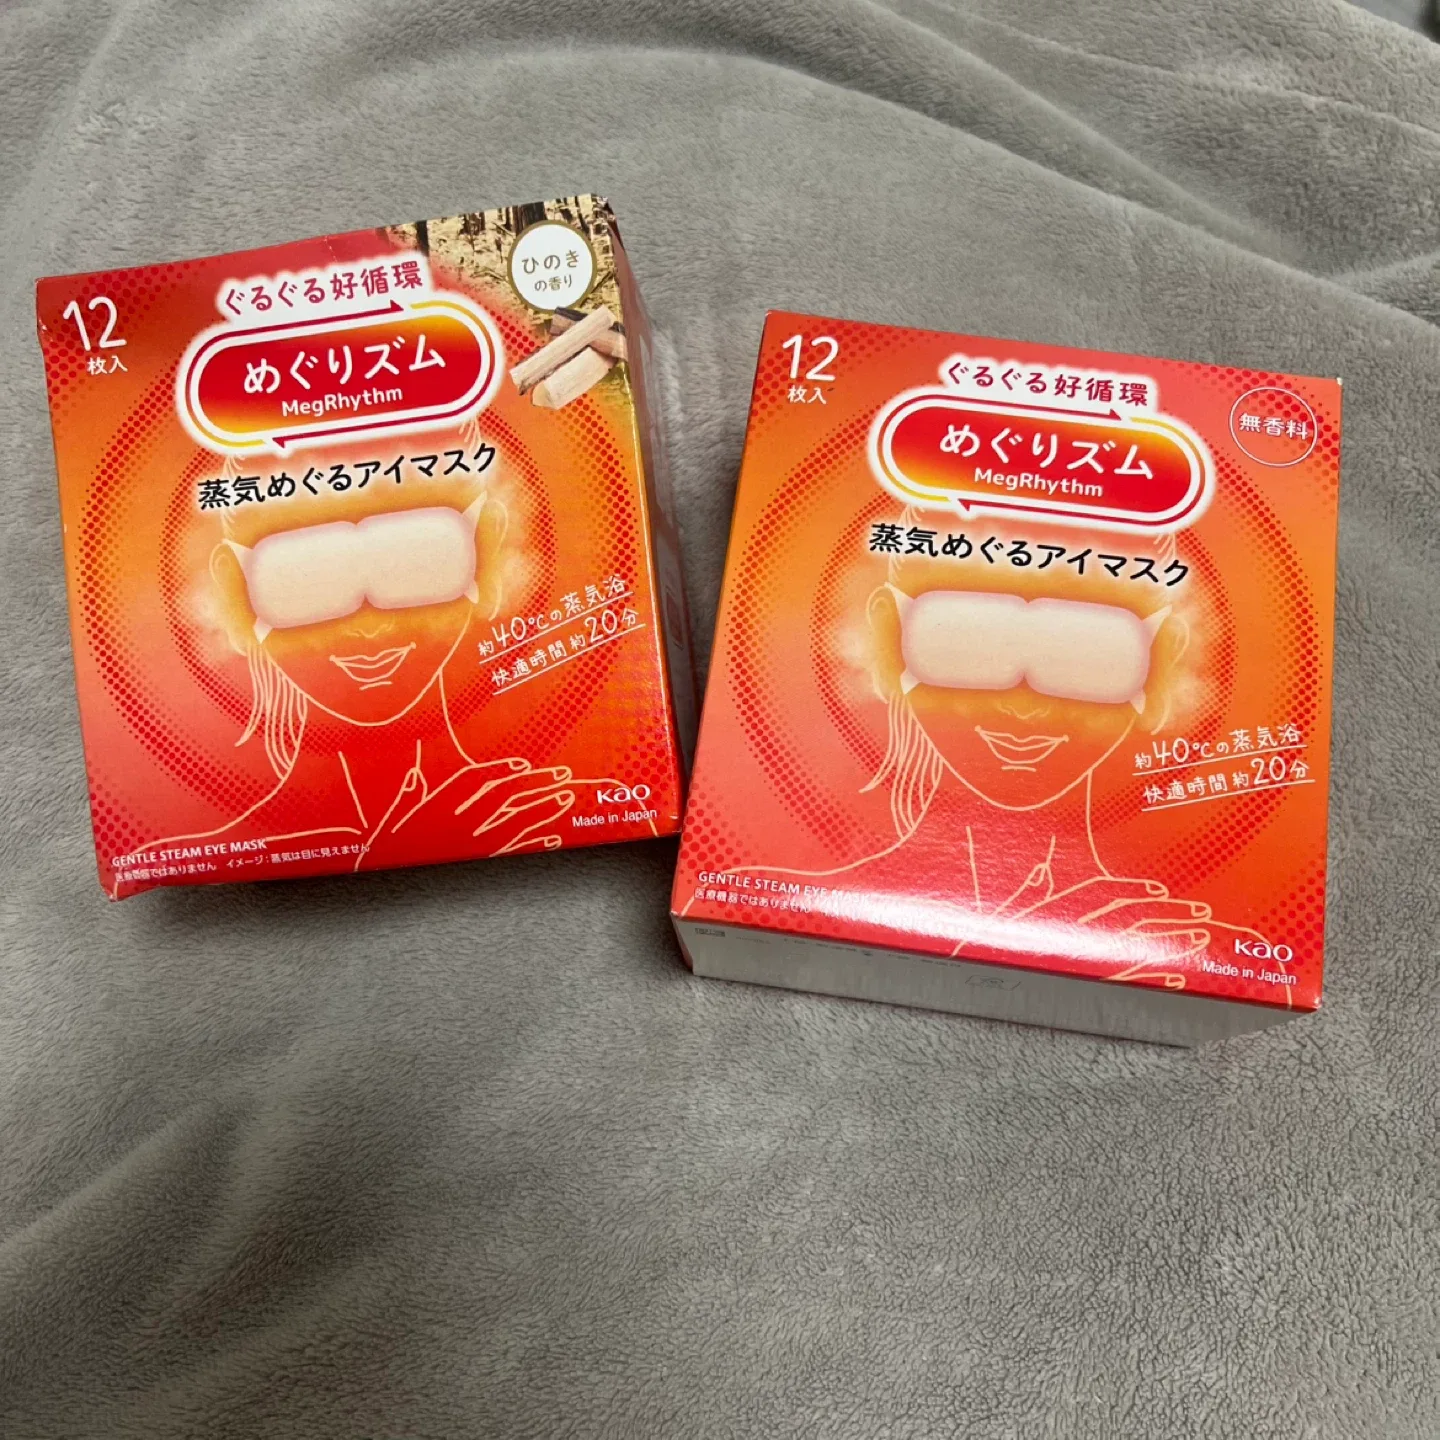 12
枚入
ぐるぐる好循環
めぐりズム
MegRhythm
ひのき
の香り
蒸気めぐるアイマスク
約40℃の蒸気浴
快適時間約20分
Kao
Made in Japan
GENTLE STEAM EYE MASK
医療機器ではありません イメージ:蒸気は目に見えません
12
枚入
ぐるぐる好循環
めぐりズム
MegRhythm
無香料
蒸気めぐるアイマスク
約40℃の蒸気浴
快適時間約20分
GENTLE STEAM EYE MASK
医療機器ではありません
Kao
Made in Japan